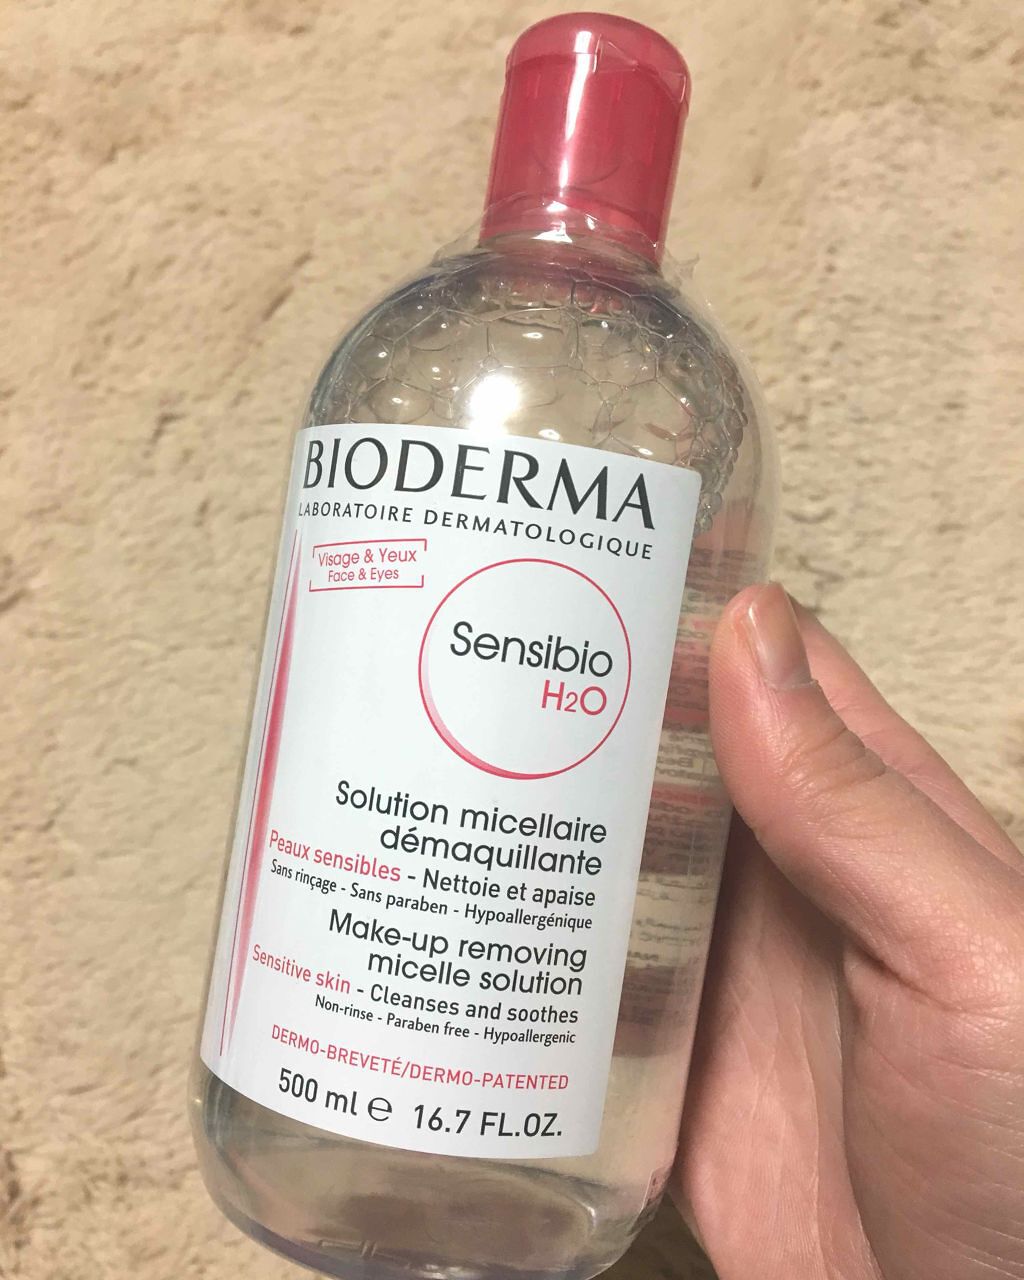 BIODERMA
LABORATOIRE DERMATOLOGIQUE
Visage & Yeux
Face & Eyes
Sensibio
H2O
Solution micellaire
démaquillante
Peaux sensibles - Nettoie et apaise
Sans rinçage - Sans paraben - Hypoallergénique
Make-up removing
micelle solution
Sensitive skin - Cleanses and soothes
Non-rinse - Paraben free - Hypoallergenic
DERMO-BREVETÉ/DERMO-PATENTED
500 ml ℮ 16.7 FL.OZ.